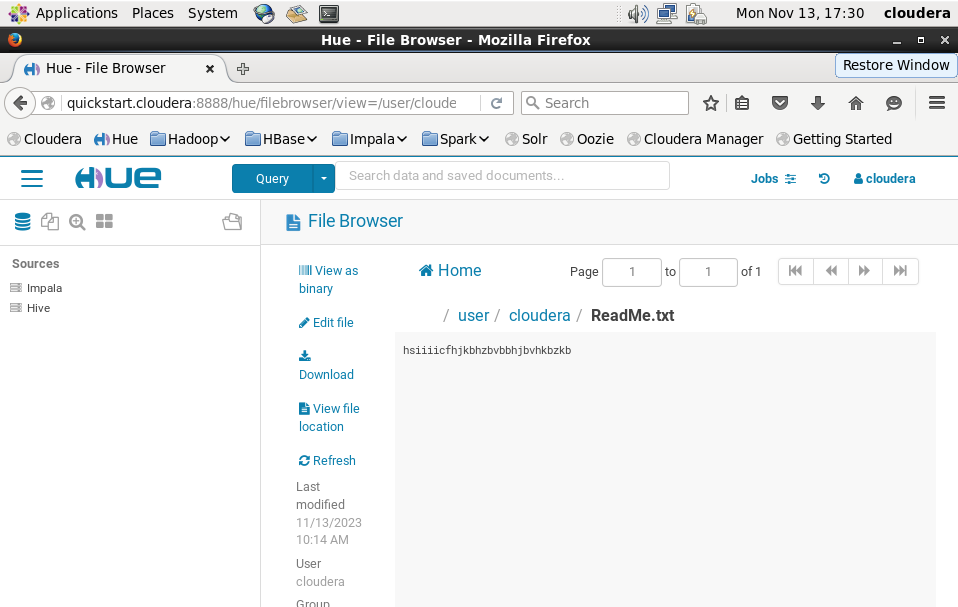 Applications Places System Mon Nov 13, 17:30 cloudera
Hue - File Browser - Mozilla Firefox
Hue - File Browser
Restore Window
quickstart.cloudera:8888/hue/filebrowser/view=/user/cloude
Search
Cloudera Hue Hadoop HBase Impala Spark Solr Oozie Cloudera Manager Getting Started
HUE Query Search data and saved documents... Jobs cloudera
File Browser
Sources
Impala
Hive
View as
binary
Edit file
Download
View file
location
Refresh
Last
modified
11/13/2023
10:14 AM
User
cloudera
Group
Home Page 1 to 1 of 1
/ user / cloudera / ReadMe.txt
hsiiiicfhjkbhzbvbbhjbvhkbzkb